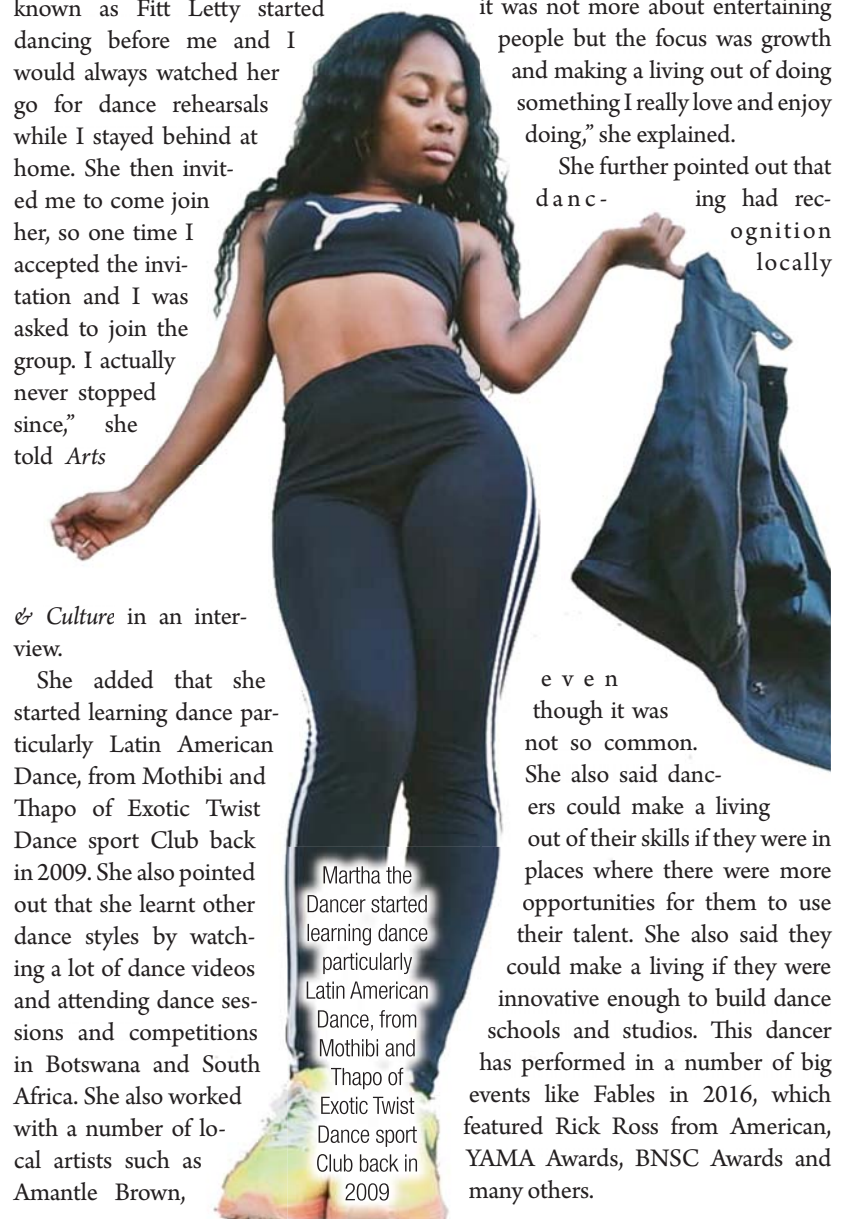 known as Fitt Letty started
dancing before me and I
would always watched her
go for dance rehearsals
while I stayed behind at
home. She then invit-
ed me to come join
her, so one time I
accepted the invi-
tation and I was
asked to join the
group. I actually
never stopped
since,” she
told Arts
& Culture in an inter-
view.
She added that she
started learning dance par-
ticularly Latin American
Dance, from Mothibi and
Thapo of Exotic Twist
Dance sport Club back
in 2009. She also pointed
out that she learnt other
dance styles by watch-
ing a lot of dance videos
and attending dance ses-
sions and competitions
in Botswana and South
Africa. She also worked
with a number of lo-
cal artists such as
Amantle Brown,
Martha the
Dancer started
learning dance
particularly
Latin American
Dance, from
Mothibi and
Thapo of
Exotic Twist
Dance sport
Club back in
2009
it was not more about entertaining
people but the focus was growth
and making a living out of doing
something I really love and enjoy
doing,” she explained.
She further pointed out that
danc- ing had rec-
ognition
locally
even
though it was
not so common.
She also said danc-
ers could make a living
out of their skills if they were in
places where there were more
opportunities for them to use
their talent. She also said they
could make a living if they were
innovative enough to build dance
schools and studios. This dancer
has performed in a number of big
events like Fables in 2016, which
featured Rick Ross from American,
YAMA Awards, BNSC Awards and
many others.